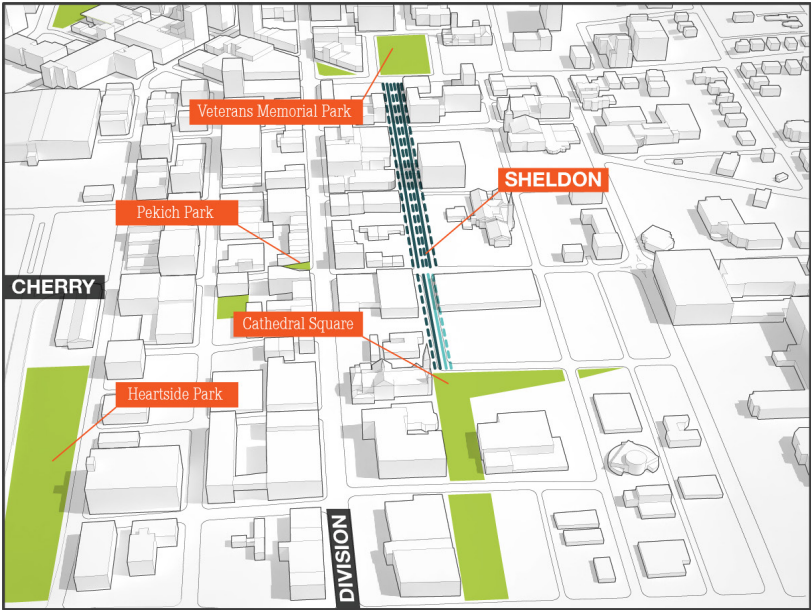 Veterans Memorial Park
SHELDON
Pekich Park
CHERRY
Cathedral Square
Heartside Park
DIVISION